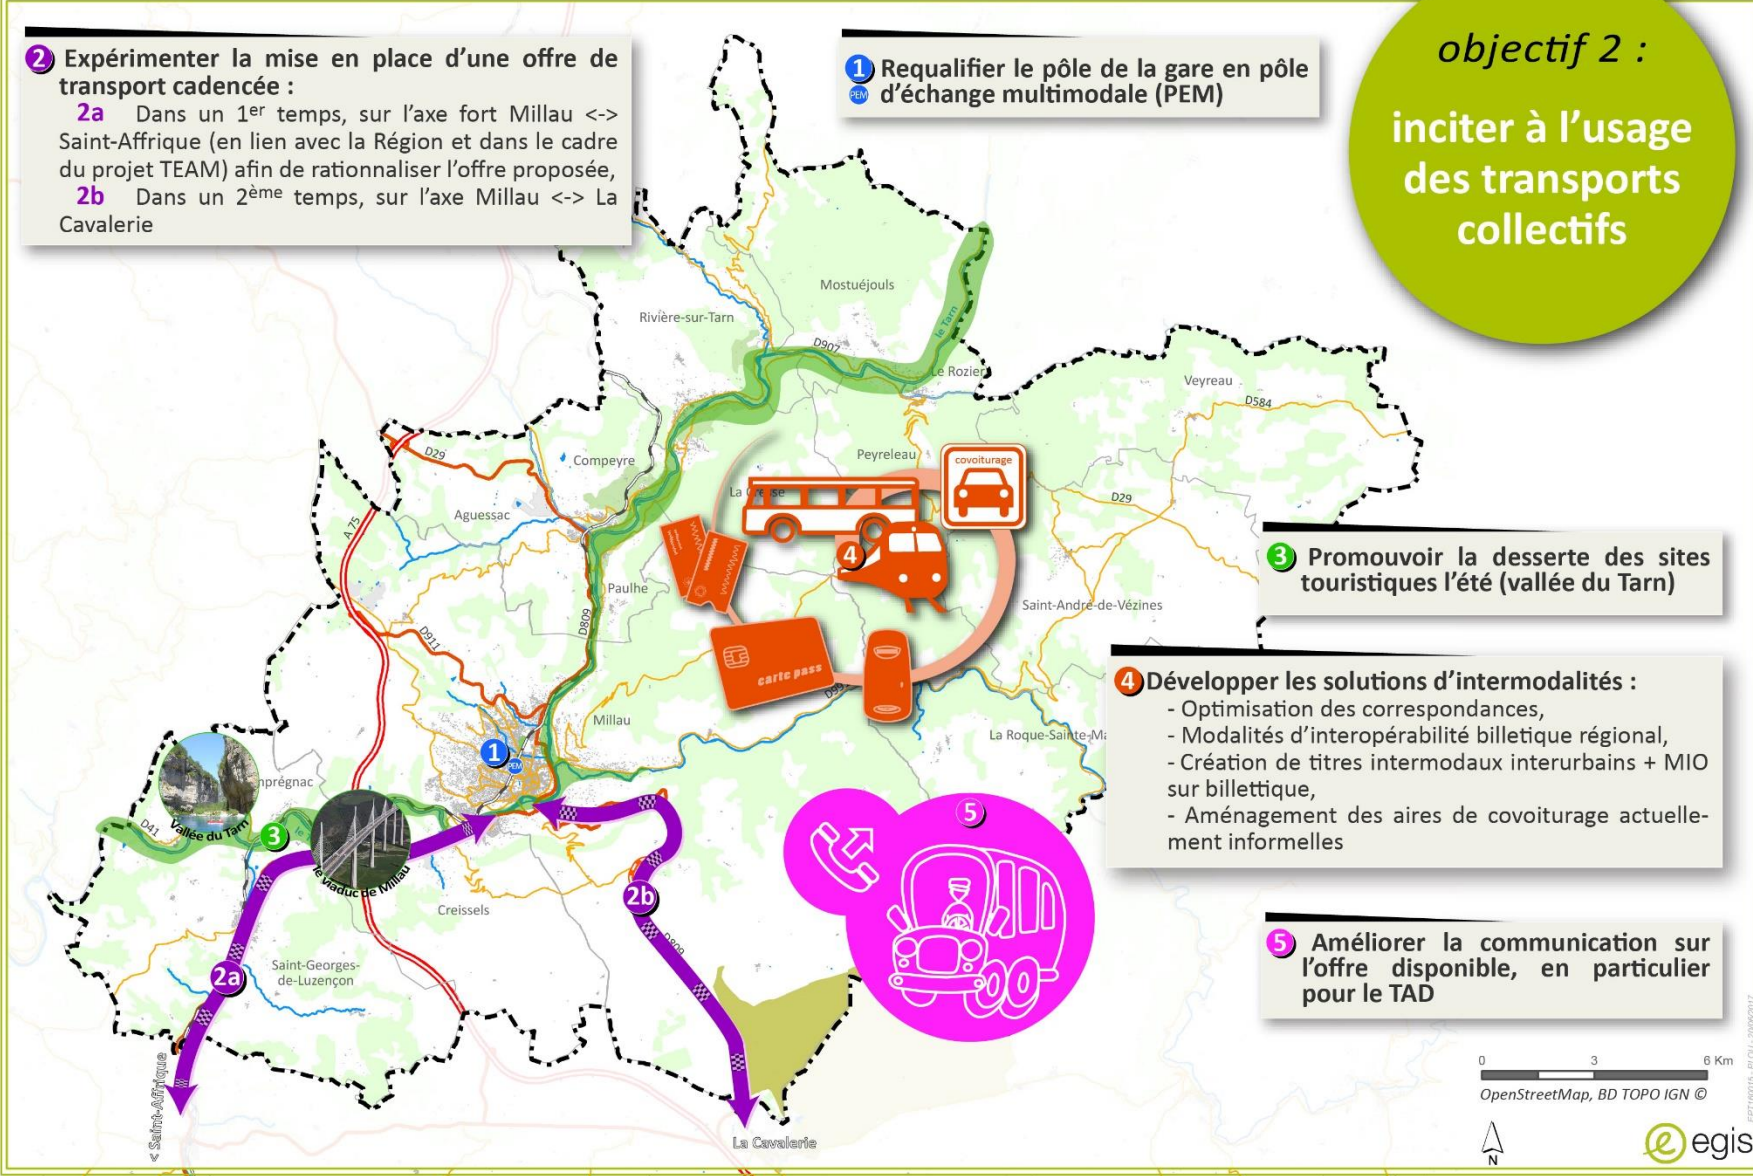 2 Expérimenter la mise en place d'une offre de
transport cadencée :
2a Dans un 1er temps, sur l'axe fort Millau <->
Saint-Affrique (en lien avec la Région et dans le cadre
du projet TEAM) afin de rationnaliser l'offre proposée,
2b Dans un 2ème temps, sur l'axe Millau <-> La
Cavalerie
1 Requalifier le pôle de la gare en pôle
PEM d'échange multimodale (PEM)
objectif 2 :
inciter à l'usage
des transports
collectifs
Mostuéjouls
Rivière-sur-Tarn
le Tarn
D907
Le Rozier
Veyreau
D584
D29
Compeyre
Peyreleau
covoiturage
La Cresse
D29
Aguessac
A 75
4
Paulhe
D809
Saint-André-de-Vézines
D911
carte pass
Millau
La Roque-Sainte-Ma
1
PEM
3 Promouvoir la desserte des sites
touristiques l'été (vallée du Tarn)
4 Développer les solutions d'intermodalités :
- Optimisation des correspondances,
- Modalités d'interopérabilité billetique régional,
- Création de titres intermodaux interurbains + MIO
sur billettique,
- Aménagement des aires de covoiturage actuelle-
ment informelles
5 Améliorer la communication sur
l'offre disponible, en particulier
pour le TAD
mprégnac
D41
Vallée du Tarn
3
le viaduc de Millau
5
2b
Creissels
D809
2a
Saint-Georges-
de-Luzençon
< Saint-Affrique
La Cavalerie
0 3 6 Km
OpenStreetMap, BD TOPO IGN ©
N
egis